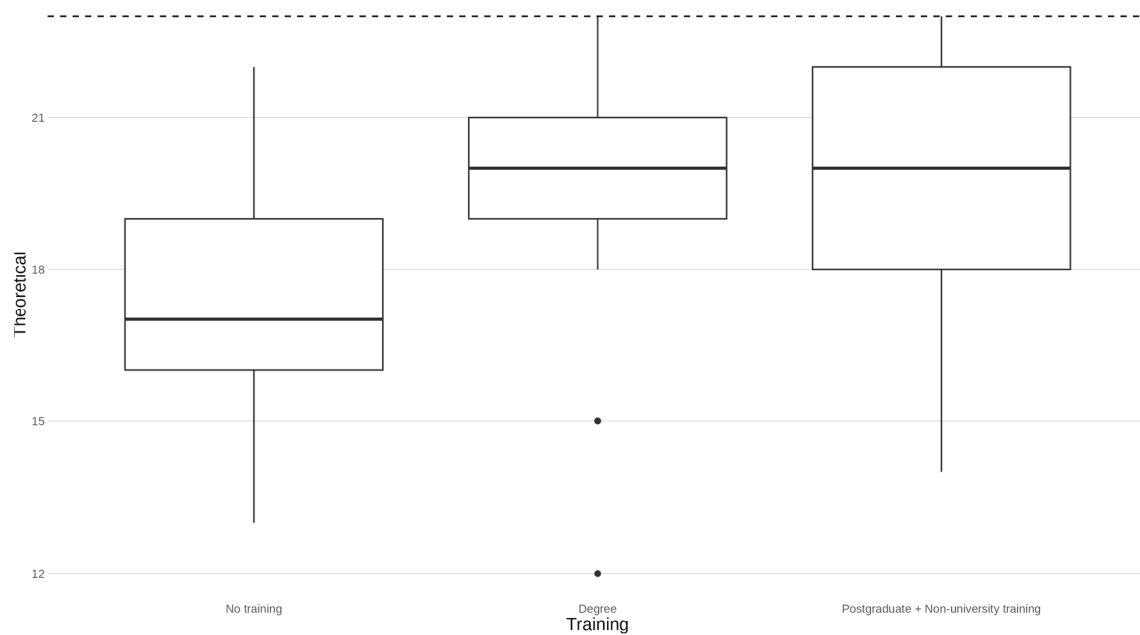 Theoretical
21
18
15
12
No training
Degree
Postgraduate + Non-university training
Training